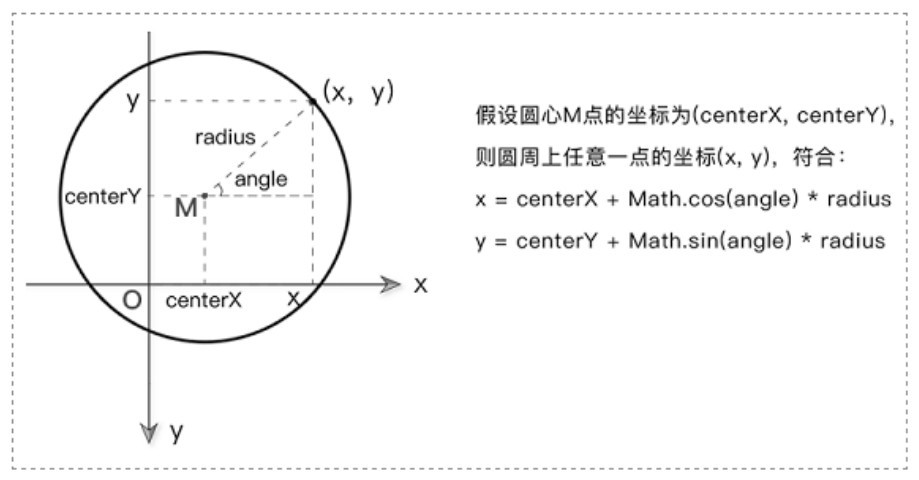 (x, y)
y
radius
angle
centerY
M
O
centerX
x
x
y
假设圆心M点的坐标为(centerX, centerY),
则圆周上任意一点的坐标(x, y)，符合：
x = centerX + Math.cos(angle) * radius
y = centerY + Math.sin(angle) * radius